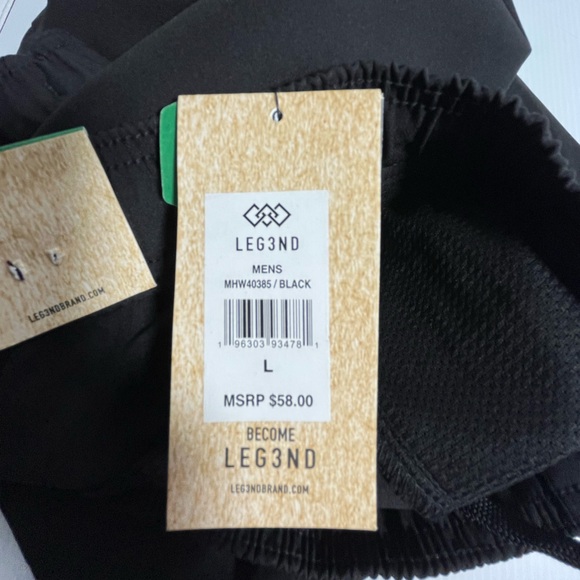 LEG3NDBRAND.COM
LEG3ND
MENS
MHW40385 / BLACK
1 96303 93478 1
L
MSRP $58.00
BECOME
LEG3ND
LEG3NDBRAND.COM